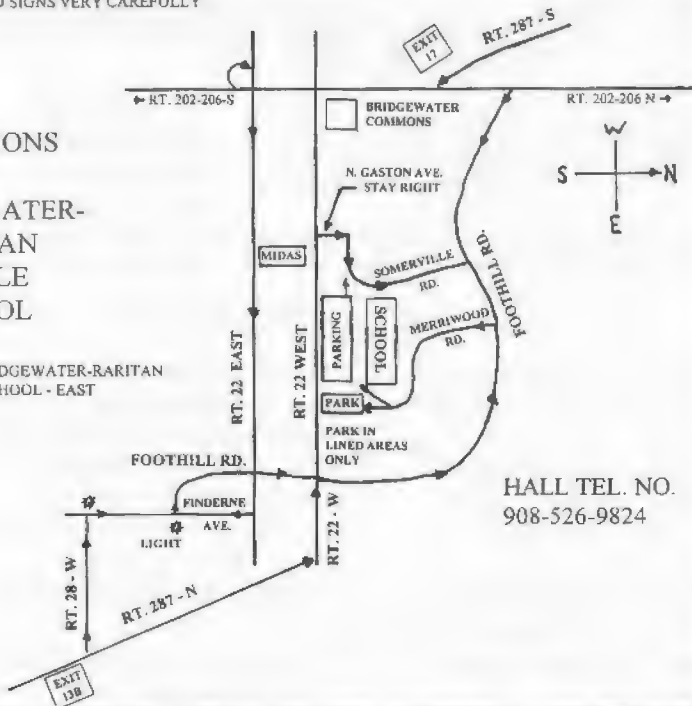 SIGNS VERY CAREFULLY
EXIT
17
RT. 287-S
← RT. 202-206-S
RT. 202-206 N →
BRIDGEWATER
COMMONS
W
S
N
E
N. GASTON AVE.
STAY RIGHT
MIDAS
SOMERVILLE
RD.
FOOTHILL RD.
PARKING
SCHOOL
MERRIWOOD
RD.
RT. 22 EAST
RT. 22 WEST
PARK
PARK IN
LINED AREAS
ONLY
FOOTHILL RD.
FINDERNE
AVE.
LIGHT
RT. 28 - W
RT. 22 - W
RT. 287 - N
EXIT
13B
HALL TEL. NO.
908-526-9824
ONS
ATER-
AN
LE
OL
DGEWATER-RARITAN
HOOL - EAST